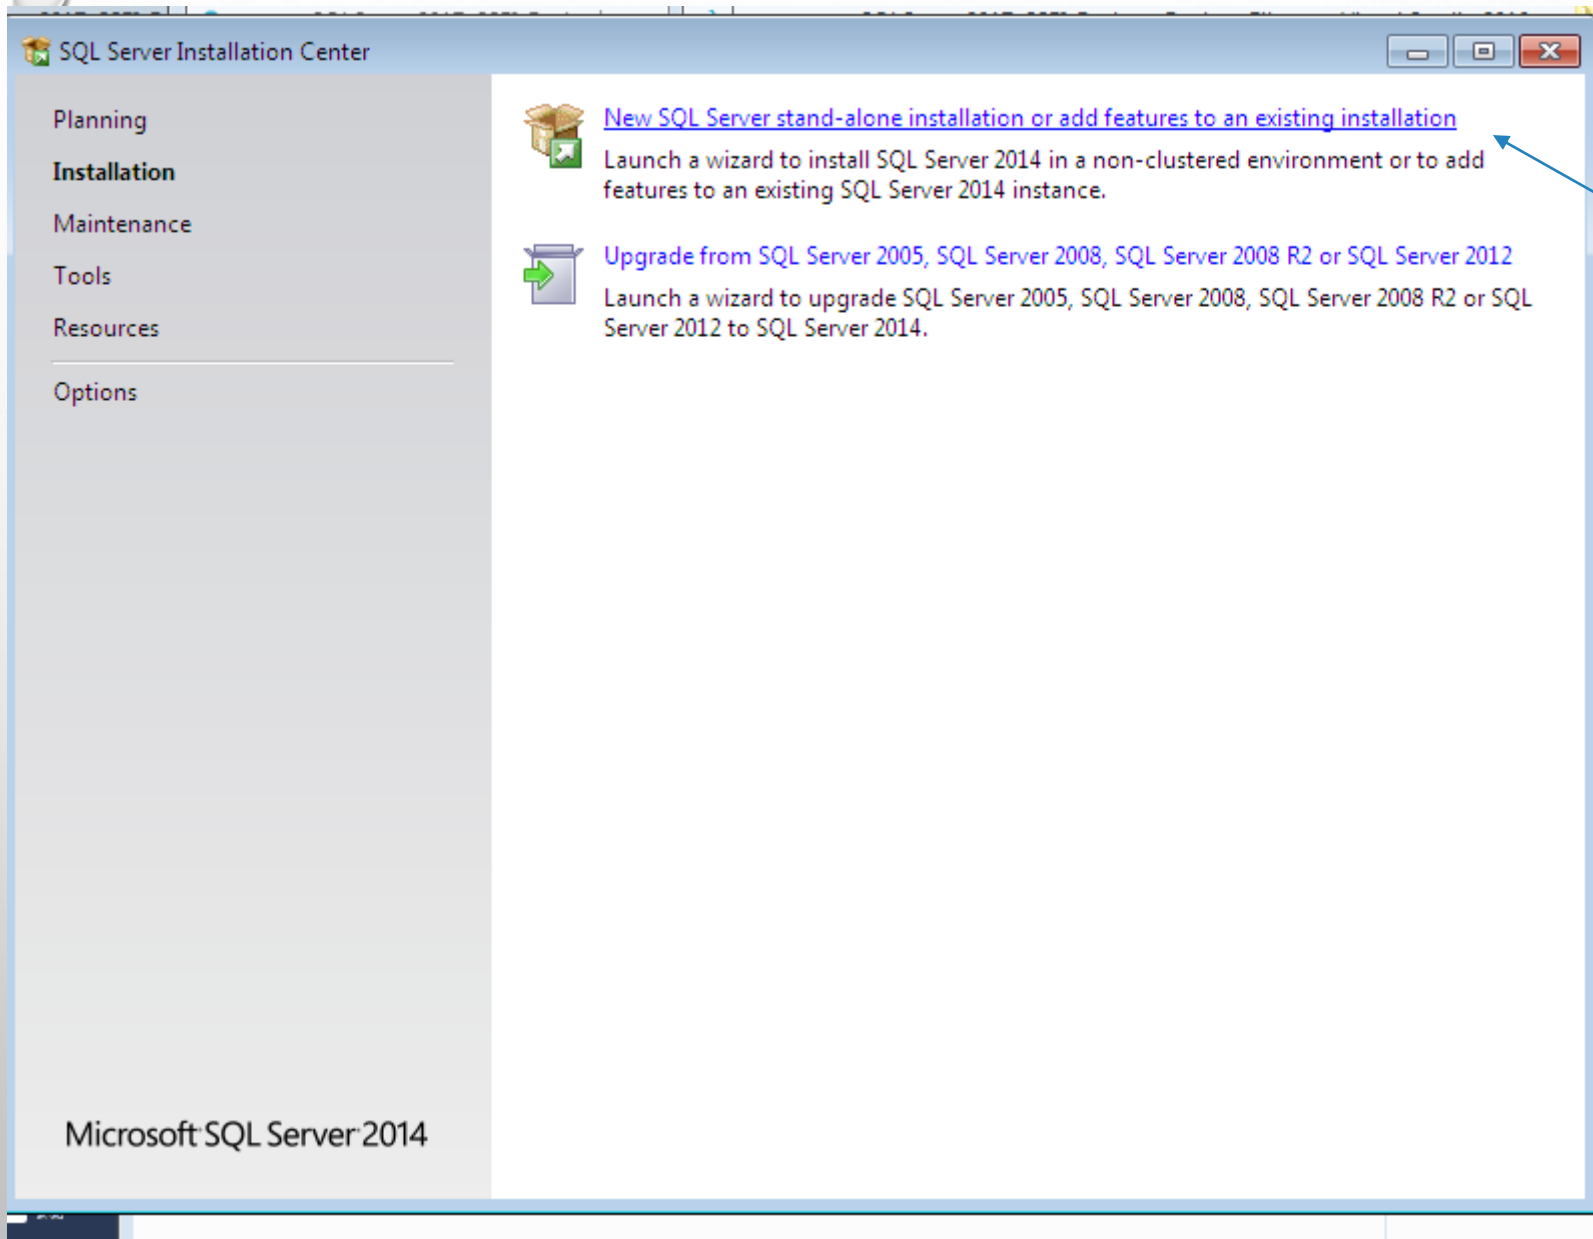 SQL Server Installation Center
Planning
Installation
Maintenance
Tools
Resources
Options
New SQL Server stand-alone installation or add features to an existing installation
Launch a wizard to install SQL Server 2014 in a non-clustered environment or to add
features to an existing SQL Server 2014 instance.
Upgrade from SQL Server 2005, SQL Server 2008, SQL Server 2008 R2 or SQL Server 2012
Launch a wizard to upgrade SQL Server 2005, SQL Server 2008, SQL Server 2008 R2 or SQL
Server 2012 to SQL Server 2014.
Microsoft SQL Server 2014